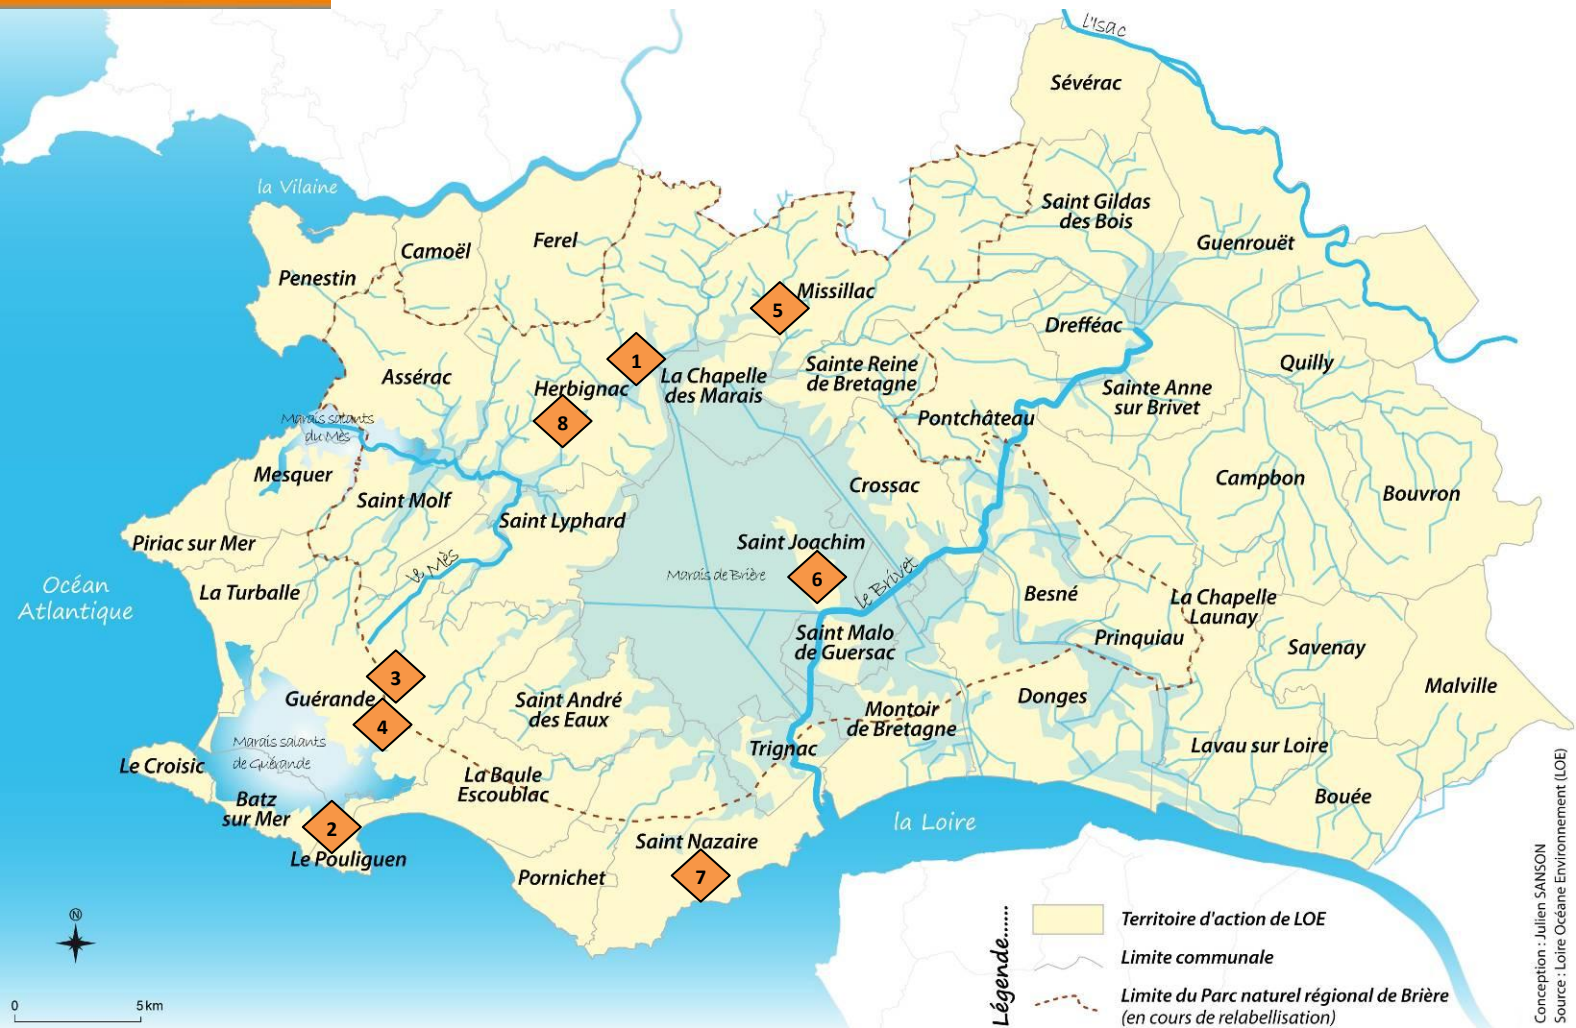 L'Isac
Sévérac
la Vilaine
Saint Gildas
des Bois
Guenrouët
Ferel
Camoël
Penestin
Missillac
5
Drefféac
1
Sainte Reine
de Bretagne
Quilly
La Chapelle
des Marais
Assérac
Herbignac
Sainte Anne
sur Brivet
Marais salants
du Mès
8
Pontchâteau
Mesquer
Saint Molf
Crossac
Campbon
Bouvron
Saint Lyphard
Piriac sur Mer
Saint Joachim
le Mès
Marais de Brière
6
le Brivet
Océan
Atlantique
La Turballe
Besné
La Chapelle
Launay
Saint Malo
de Guersac
Prinquiau
Savenay
3
Guérande
4
Saint André
des Eaux
Donges
Malville
Montoir
de Bretagne
Marais salants
de Guérande
Trignac
Lavau sur Loire
Le Croisic
La Baule
Escoublac
Batz
sur Mer
2
Bouée
la Loire
Le Pouliguen
Saint Nazaire
7
Pornichet
N
0
5 km
Légende......
Territoire d'action de LOE
Limite communale
Limite du Parc naturel régional de Brière
(en cours de relabellisation)
Conception : Julien SANSON
Source : Loire Océane Environnement (LOE)